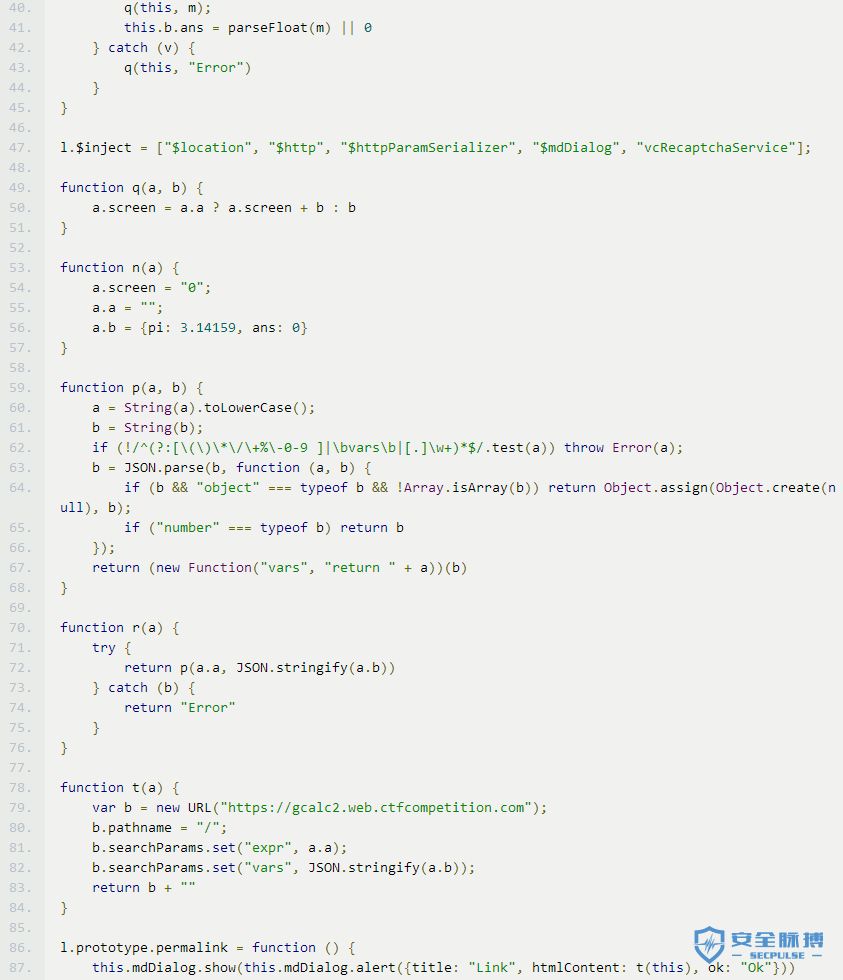 40.         q(this, m);
41.         this.b.ans = parseFloat(m) || 0
42.     } catch (v) {
43.         q(this, "Error")
44.     }
45. }
46.
47. l.$inject = ["$location", "$http", "$httpParamSerializer", "$mdDialog", "vcRecaptchaService"];
48.
49. function q(a, b) {
50.     a.screen = a.a ? a.screen + b : b
51. }
52.
53. function n(a) {
54.     a.screen = "0";
55.     a.a = "";
56.     a.b = {pi: 3.14159, ans: 0}
57. }
58.
59. function p(a, b) {
60.     a = String(a).toLowerCase();
61.     b = String(b);
62.     if (!/^(?:[\(\)\*\/\+%\-0-9 ]|\bvars\b|[.]\w+)*$/.test(a)) throw Error(a);
63.     b = JSON.parse(b, function (a, b) {
64.         if (b && "object" === typeof b && !Array.isArray(b)) return Object.assign(Object.create(n
ull), b);
65.         if ("number" === typeof b) return b
66.     });
67.     return (new Function("vars", "return " + a))(b)
68. }
69.
70. function r(a) {
71.     try {
72.         return p(a.a, JSON.stringify(a.b))
73.     } catch (b) {
74.         return "Error"
75.     }
76. }
77.
78. function t(a) {
79.     var b = new URL("https://gcalc2.web.ctfcompetition.com");
80.     b.pathname = "/";
81.     b.searchParams.set("expr", a.a);
82.     b.searchParams.set("vars", JSON.stringify(a.b));
83.     return b + ""
84. }
85.
86. l.prototype.permalink = function () {
87.     this.mdDialog.show(this.mdDialog.alert({title: "Link", htmlContent: t(this), ok: "Ok"}))
安全脉搏
SECPULSE